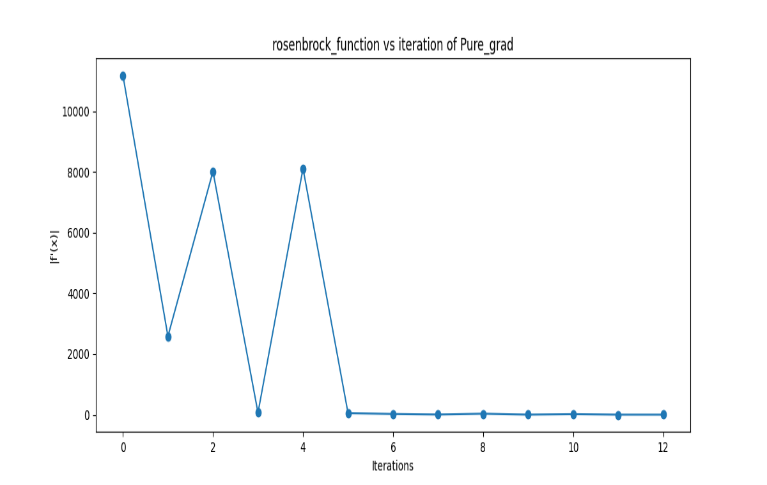 rosenbrock_function vs iteration of Pure_grad
|f'(x)|
10000
8000
6000
4000
2000
0
0 2 4 6 8 10 12
Iterations